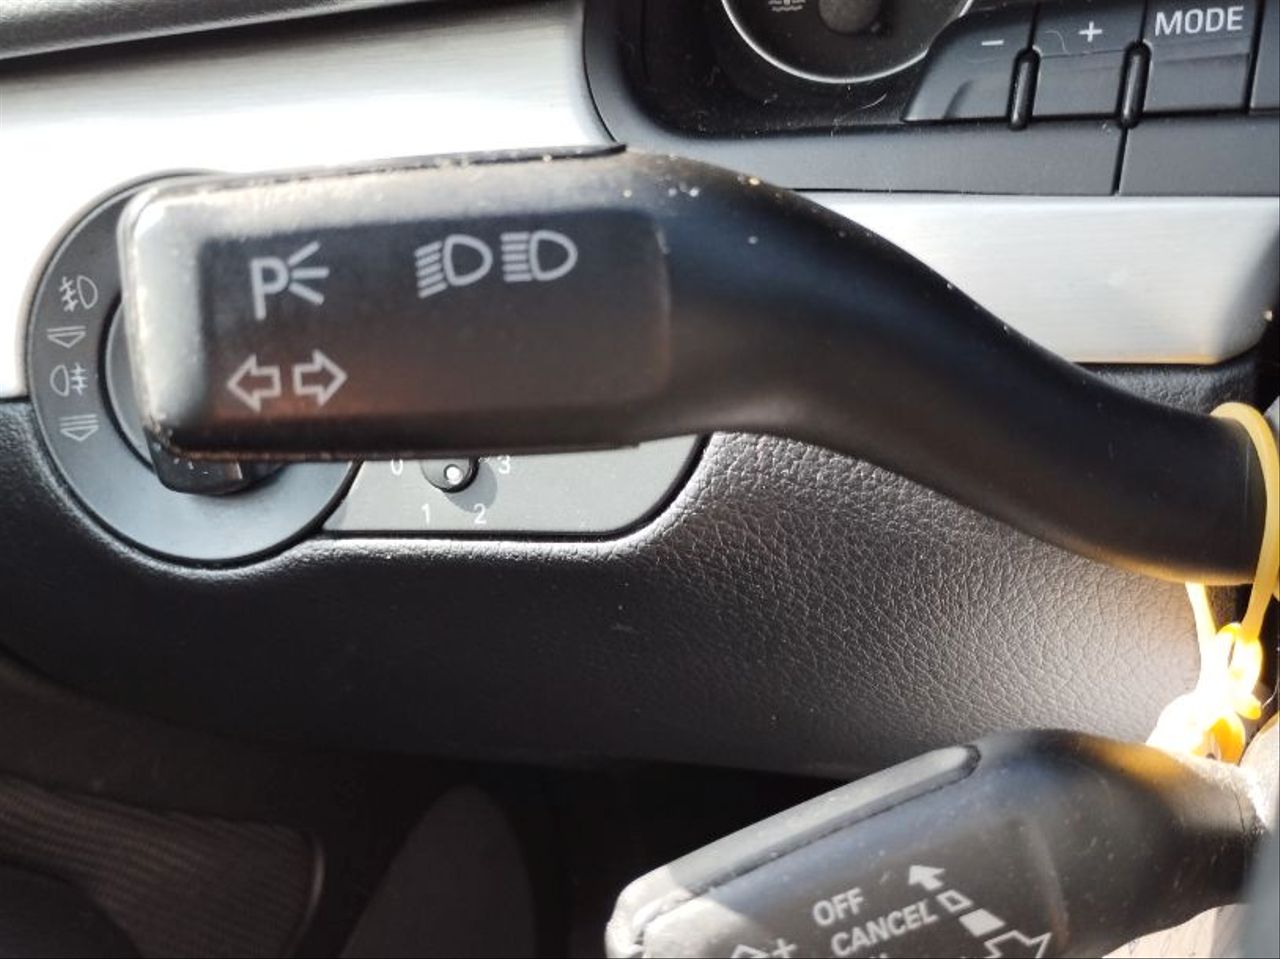 − + MODE
P
0 3
1 2
OFF
CANCEL
+